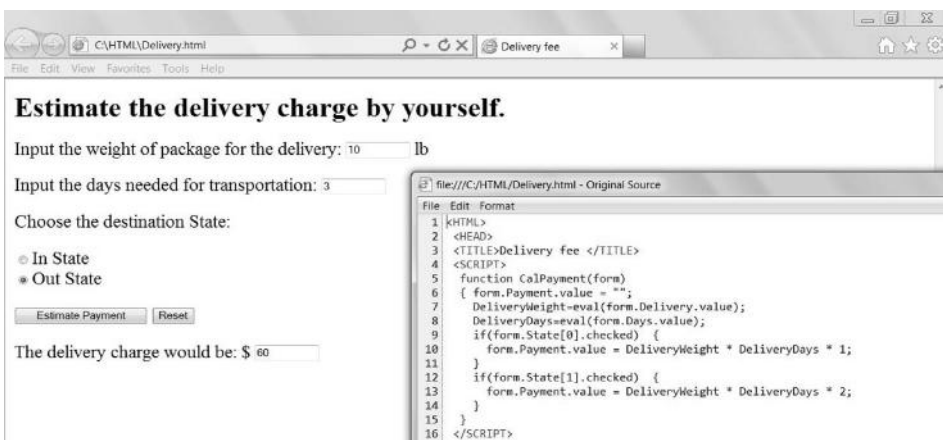 C:\HTML\Delivery.html
Delivery fee
File Edit View Favorites Tools Help
Estimate the delivery charge by yourself.
Input the weight of package for the delivery: 10 lb
Input the days needed for transportation: 3
Choose the destination State:
In State
Out State
Estimate Payment Reset
The delivery charge would be: $ 60
file:///C:/HTML/Delivery.html - Original Source
File Edit Format
1 <HTML>
2 <HEAD>
3 <TITLE>Delivery fee </TITLE>
4 <SCRIPT>
5 function CalPayment(form)
6 { form.Payment.value = "";
7 DeliveryWeight=eval(form.Delivery.value);
8 DeliveryDays=eval(form.Days.value);
9 if(form.State[0].checked) {
10 form.Payment.value = DeliveryWeight * DeliveryDays * 1;
11 }
12 if(form.State[1].checked) {
13 form.Payment.value = DeliveryWeight * DeliveryDays * 2;
14 }
15 }
16 </SCRIPT>